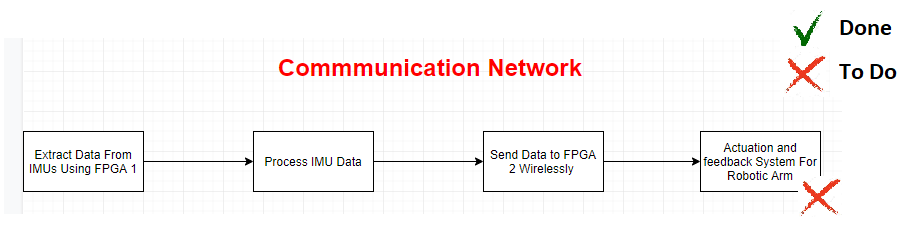 Done
To Do
Commmunication Network
Extract Data From
IMUs Using FPGA 1
Process IMU Data
Send Data to FPGA
2 Wirelessly
Actuation and
feedback System For
Robotic Arm